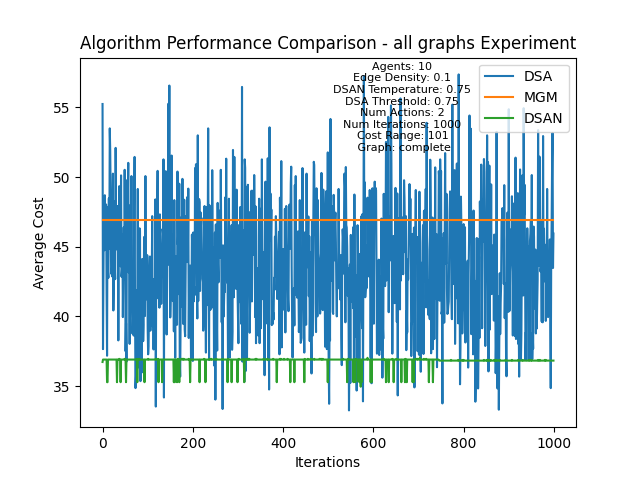 Algorithm Performance Comparison - all graphs Experiment
Agents: 10
Edge Density: 0.1
DSAN Temperature: 0.75
DSA Threshold: 0.75
Num Actions: 2
Num Iterations: 1000
Cost Range: 101
Graph: complete
DSA
MGM
DSAN
Average Cost
55
50
45
40
35
0
200
400
600
800
1000
Iterations